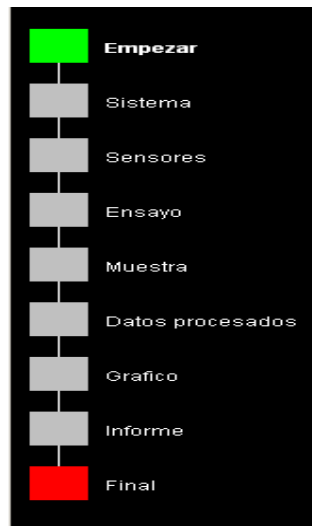 Empezar
Sistema
Sensores
Ensayo
Muestra
Datos procesados
Grafico
Informe
Final